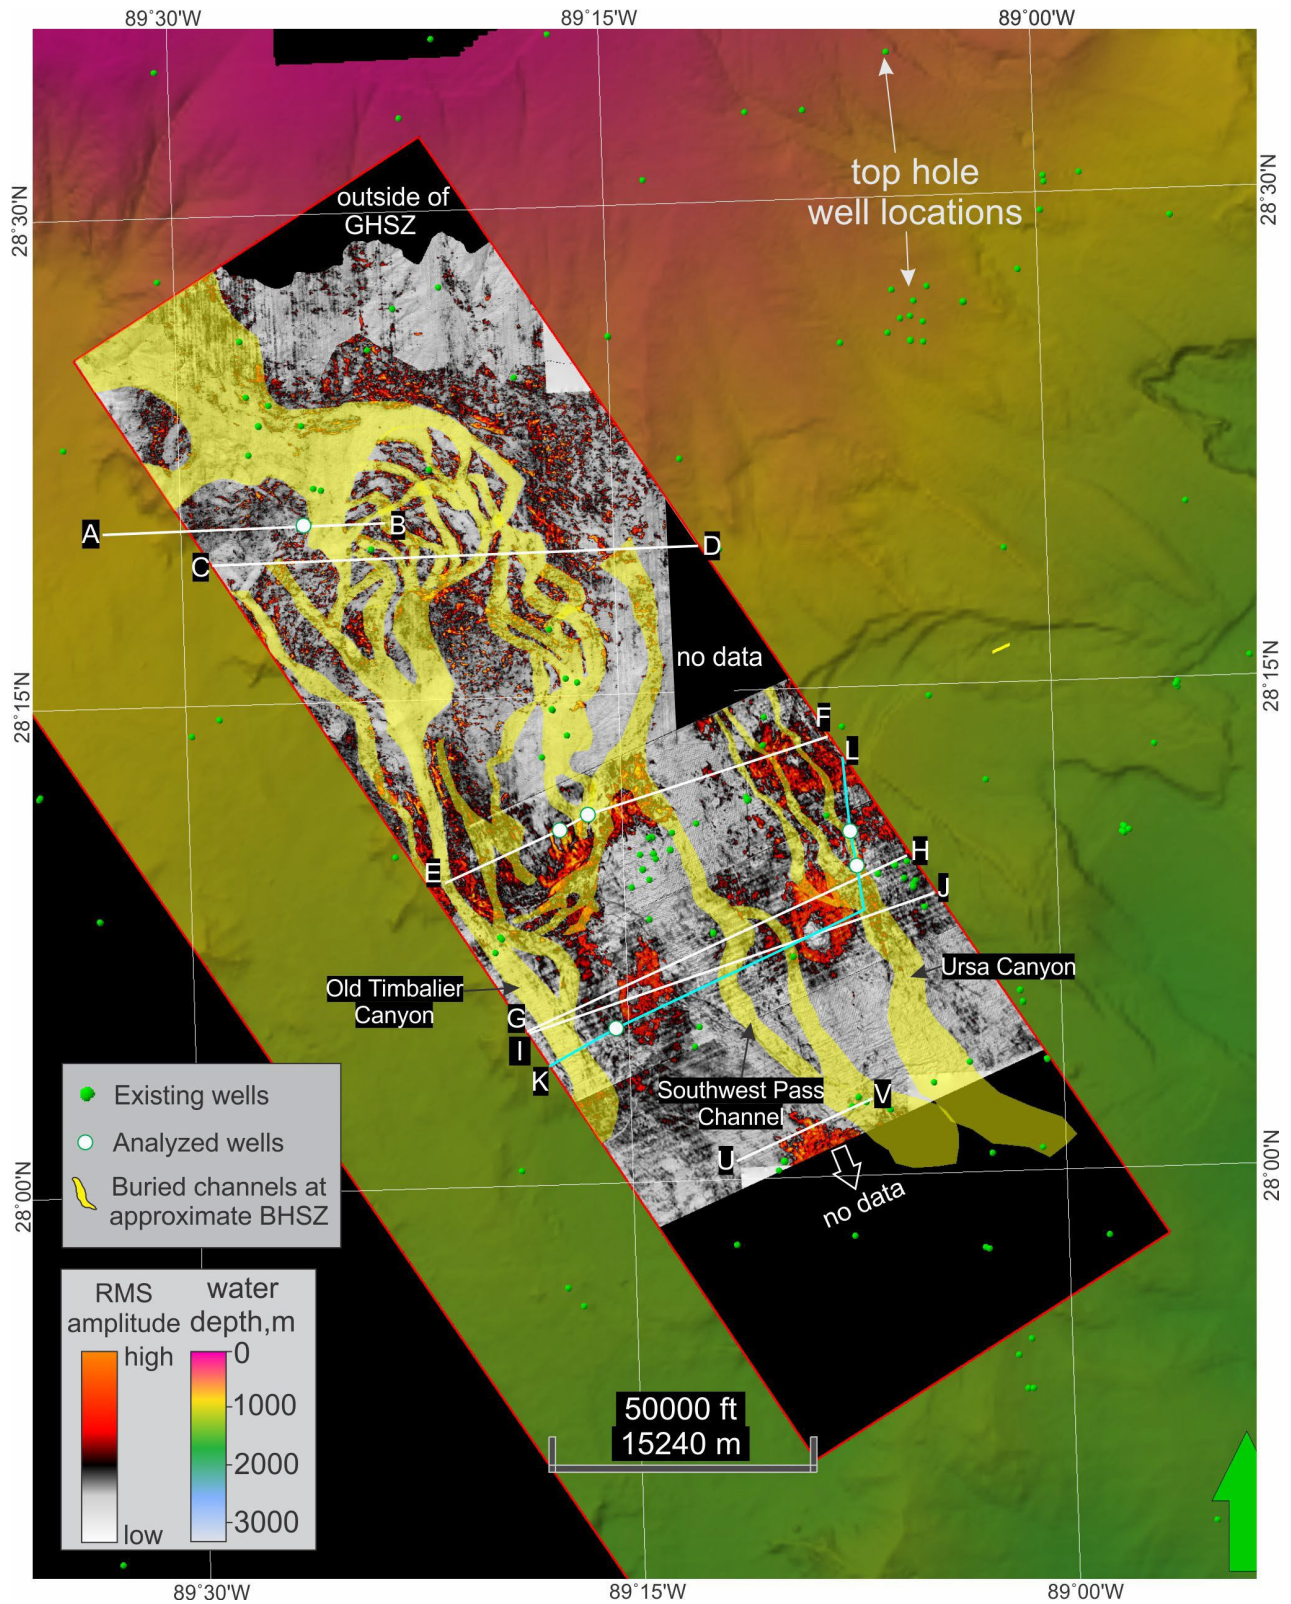 89°30'W
89°15'W
89°00'W
28°30'N
28°30'N
top hole
well locations
outside of
GHSZ
A
B
C
D
no data
28°15'N
28°15'N
F
L
E
H
J
Old Timbalier
Canyon
Ursa Canyon
G
I
K
Southwest Pass
Channel
V
U
no data
28°00'N
28°00'N
Existing wells
Analyzed wells
Buried channels at
approximate BHSZ
RMS
amplitude
high
low
water
depth,m
0
1000
2000
3000
50000 ft
15240 m
89°30'W
89°15'W
89°00'W